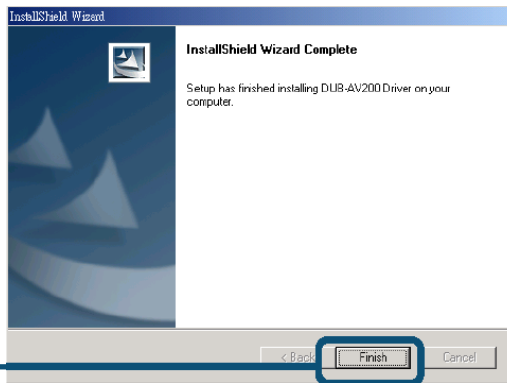 InstallShield Wizard
InstallShield Wizard Complete
Setup has finished installing DUB-AV200 Driver on your
computer.
< Back
Finish
Cancel